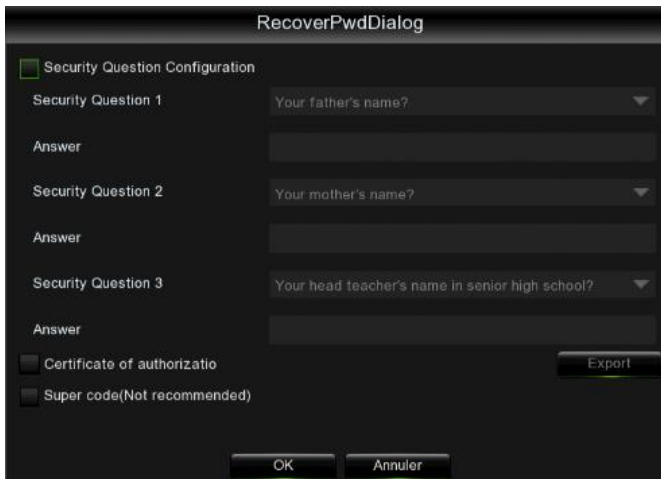 RecoverPwdDialog
Security Question Configuration
Security Question 1 Your father's name?
Answer
Security Question 2 Your mother's name?
Answer
Security Question 3 Your head teacher's name in senior high school?
Answer
Certificate of authorizatio Export
Super code(Not recommended)
OK Annuler